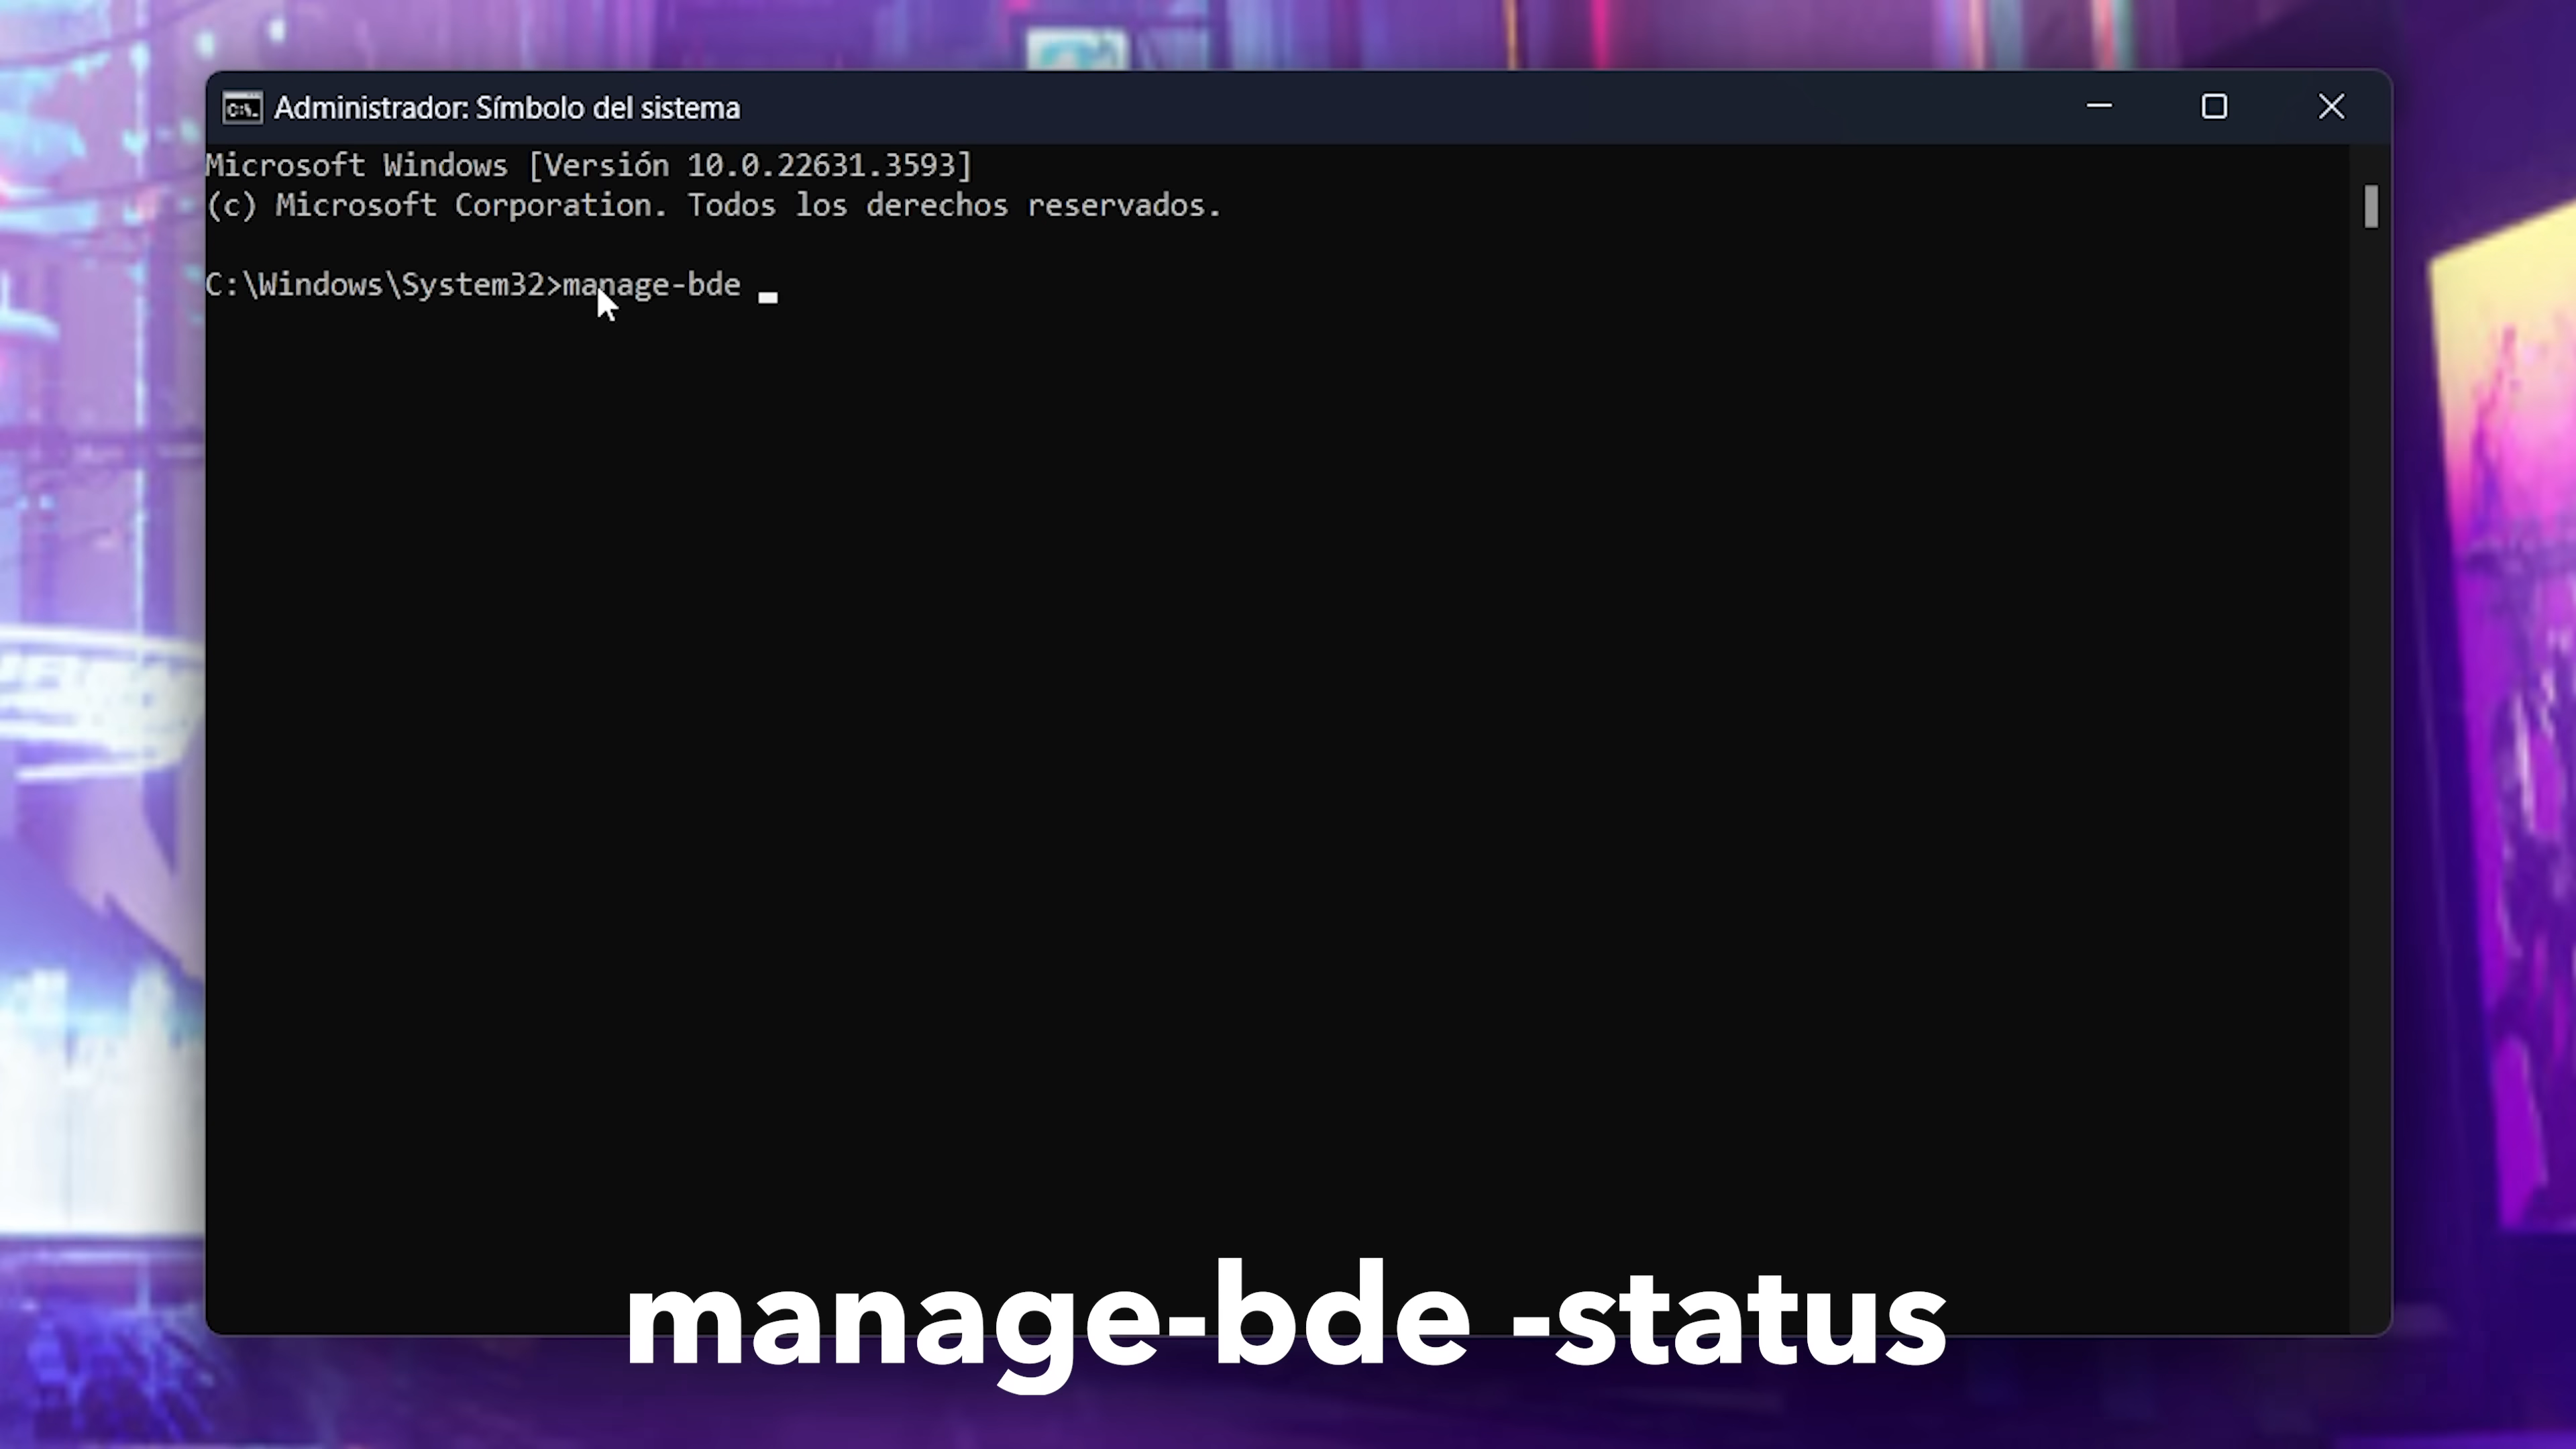 Administrador: Símbolo del sistema
Microsoft Windows [Versión 10.0.22631.3593]
(c) Microsoft Corporation. Todos los derechos reservados.
C:\Windows\System32>manage-bde
manage-bde -status